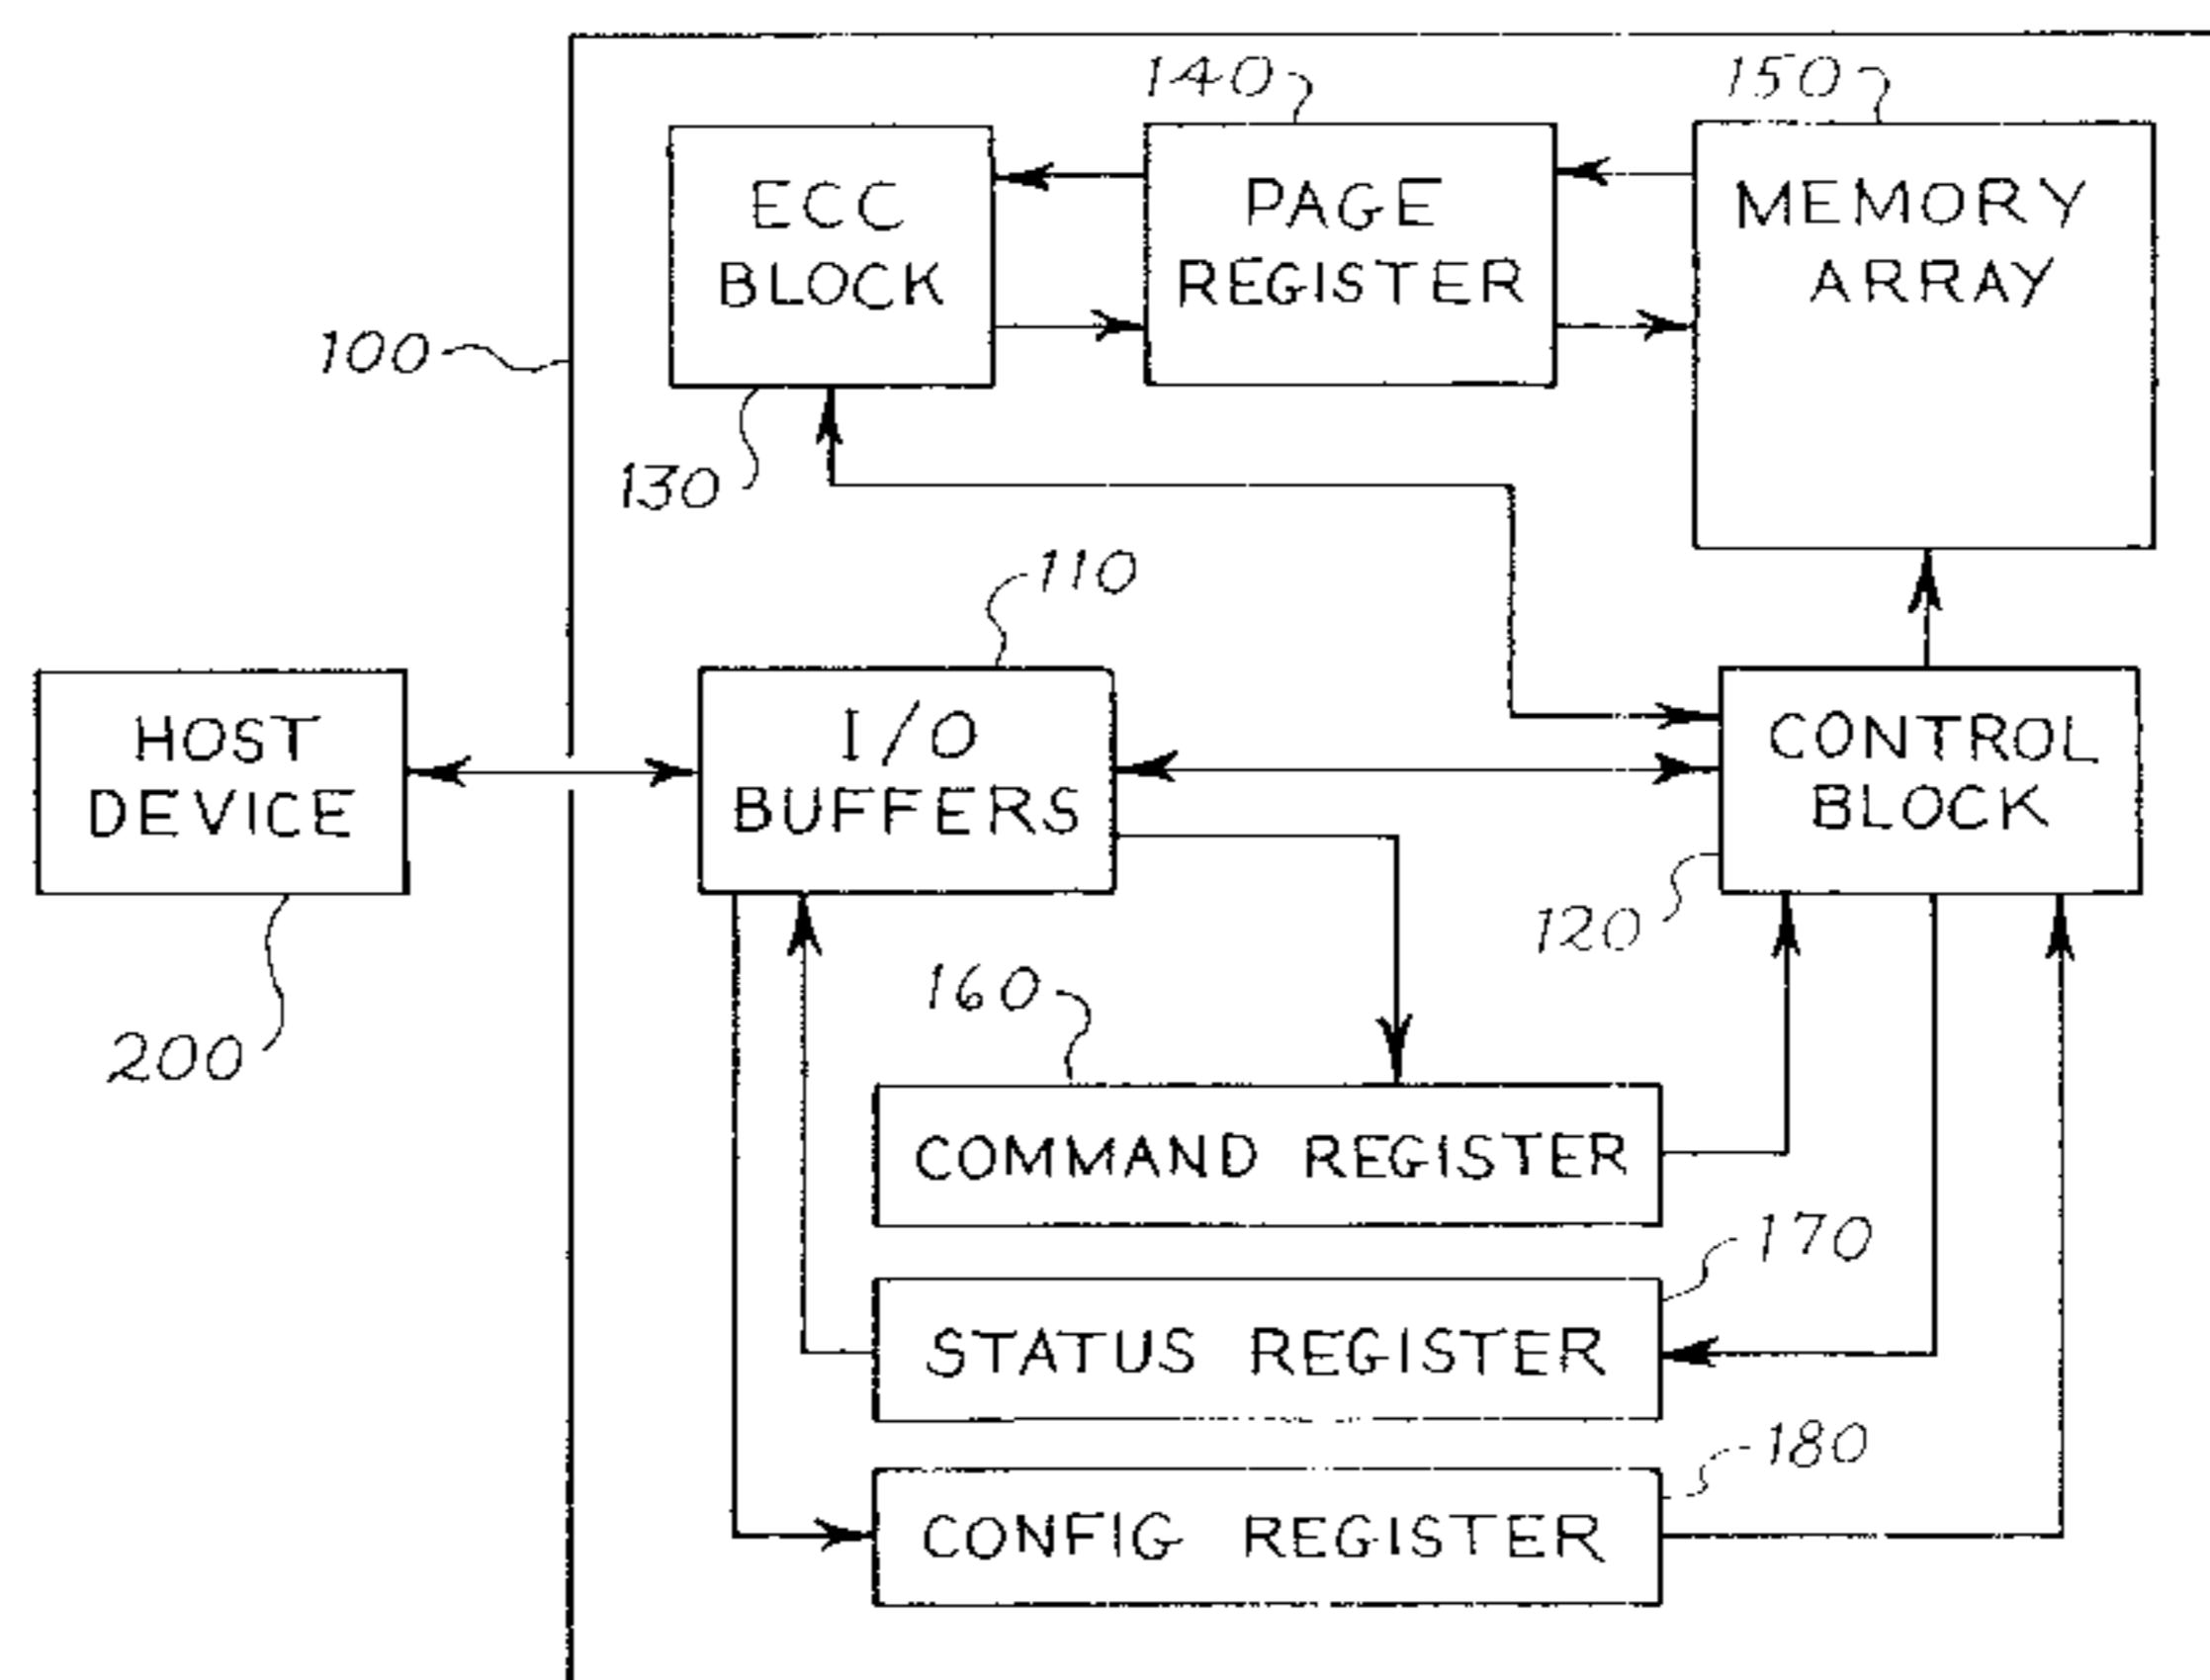 140
150
ECC
BLOCK
PAGE
REGISTER
MEMORY
ARRAY
100
130
110
HOST
DEVICE
I/O
BUFFERS
CONTROL
BLOCK
120
160
200
COMMAND REGISTER
170
STATUS REGISTER
180
CONFIG REGISTER